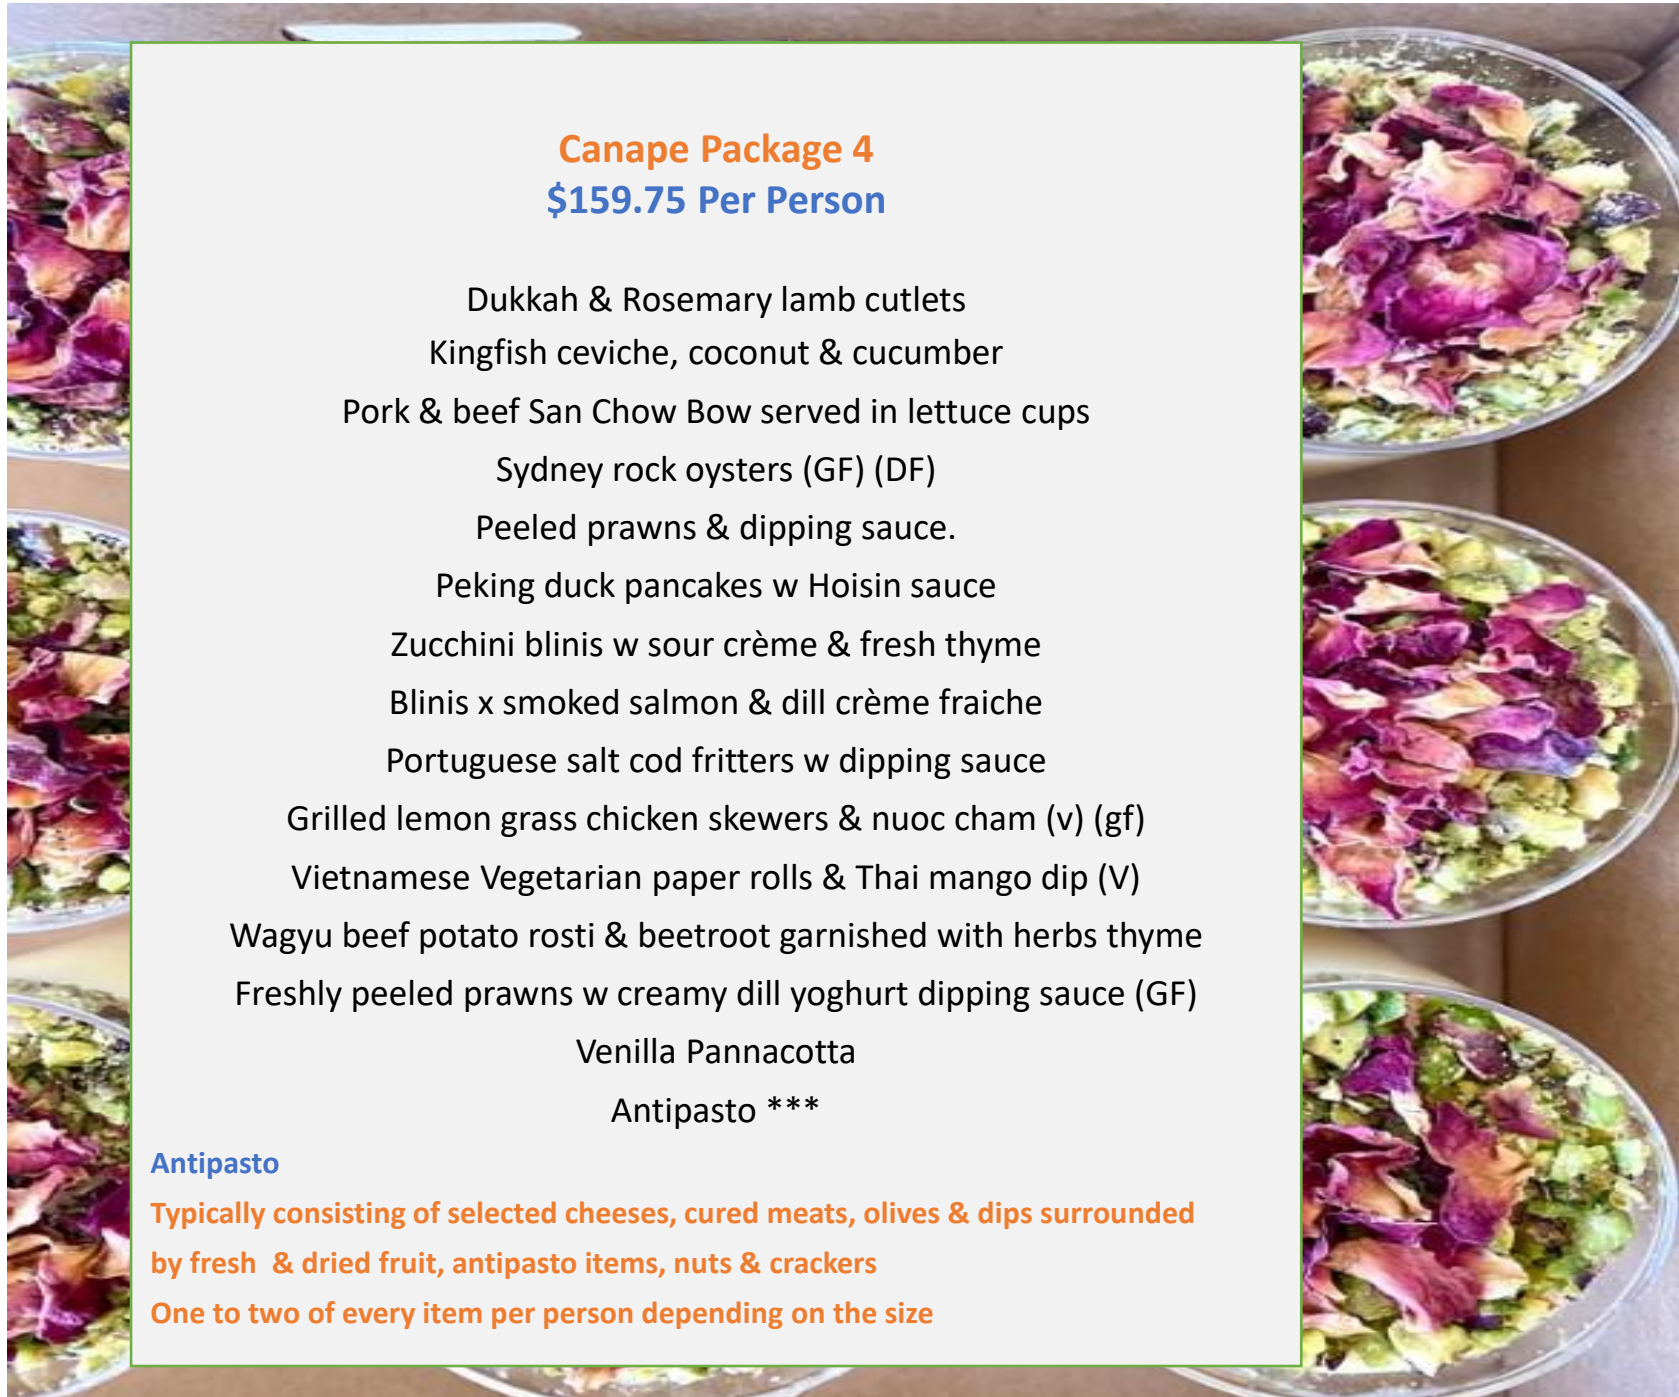 Canape Package 4
$159.75 Per Person
Dukkah & Rosemary lamb cutlets
Kingfish ceviche, coconut & cucumber
Pork & beef San Chow Bow served in lettuce cups
Sydney rock oysters (GF) (DF)
Peeled prawns & dipping sauce.
Peking duck pancakes w Hoisin sauce
Zucchini blinis w sour crème & fresh thyme
Blinis x smoked salmon & dill crème fraiche
Portuguese salt cod fritters w dipping sauce
Grilled lemon grass chicken skewers & nuoc cham (v) (gf)
Vietnamese Vegetarian paper rolls & Thai mango dip (V)
Wagyu beef potato rosti & beetroot garnished with herbs thyme
Freshly peeled prawns w creamy dill yoghurt dipping sauce (GF)
Venilla Pannacotta
Antipasto ***
Antipasto
Typically consisting of selected cheeses, cured meats, olives & dips surrounded
by fresh  & dried fruit, antipasto items, nuts & crackers
One to two of every item per person depending on the size